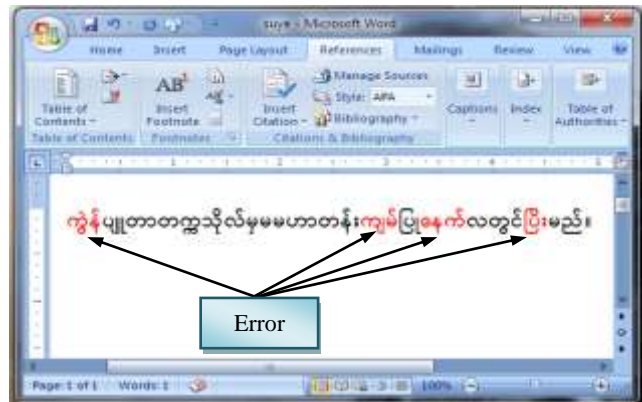 suye - Microsoft Word
Home Insert Page Layout References Mailings Review View
Table of Contents
AB¹
Insert Footnote
Insert Citation
Manage Sources
Style: APA
Bibliography
Captions
Index
Table of Authorities
Table of Contents Footnotes Citations & Bibliography
ကွဲန်ပျူတာတက္ကသိုလ်မှမမဟာတန်းကျမ်ပြုနေက်လတွင်ပြိးမည်။
Error
Page: 1 of 1 Words: 1 100%